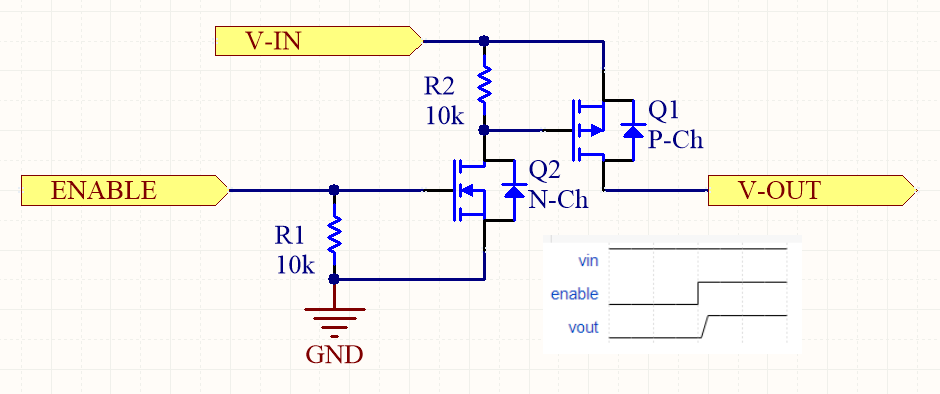 V-IN
R2
10k
Q1
P-Ch
ENABLE
Q2
N-Ch
V-OUT
R1
10k
GND
vin
enable
vout